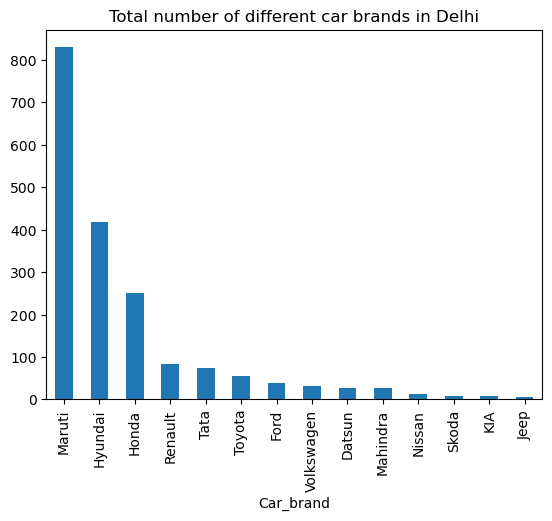 Total number of different car brands in Delhi
800
700
600
500
400
300
200
100
0
Maruti
Hyundai
Honda
Renault
Tata
Toyota
Ford
Volkswagen
Datsun
Mahindra
Nissan
Skoda
KIA
Jeep
Car_brand